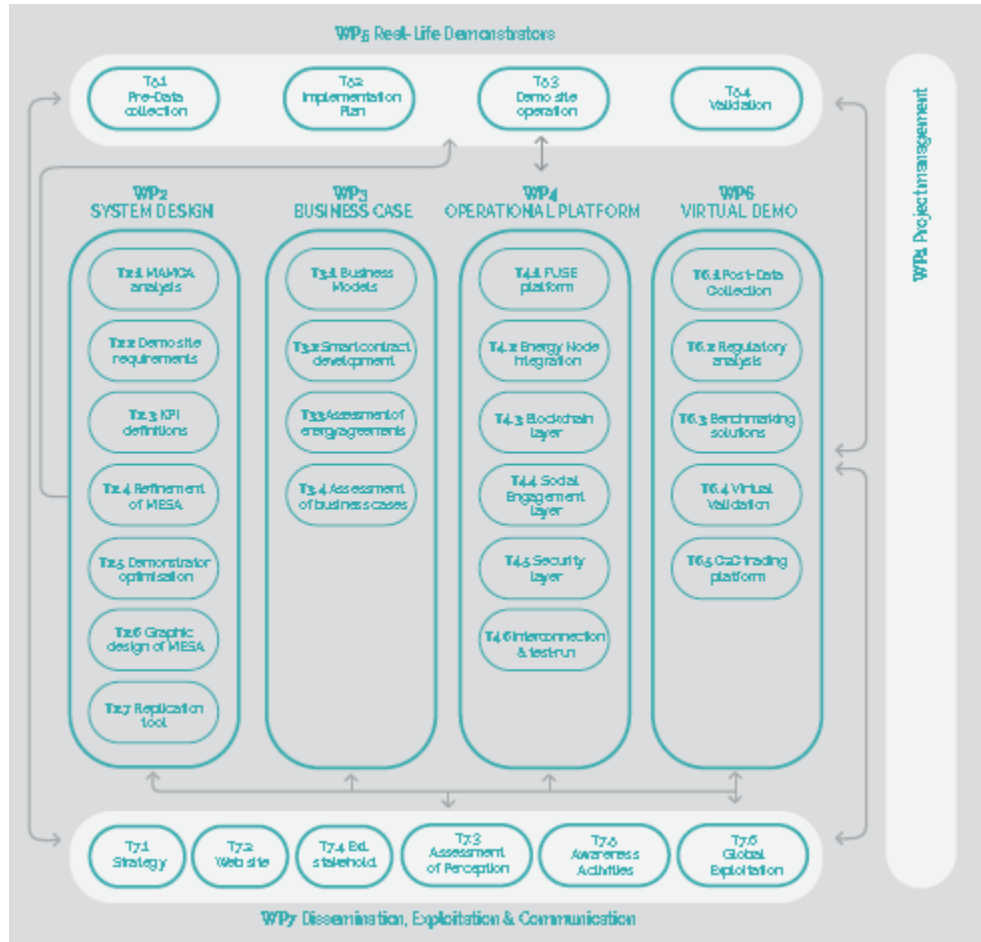 WP5 Real-Life Demonstrators
T5.1
Pre-Data
collection
T5.2
Implementation
Plan
T5.3
Demo site
operation
T5.4
Validation
WP1 Project management
WP2
SYSTEM DESIGN
WP3
BUSINESS CASE
WP4
OPERATIONAL PLATFORM
WP6
VIRTUAL DEMO
T2.1 MAMCA
analysis
T2.2 Demo site
requirements
T2.3 KPI
definitions
T2.4 Refinement
of MESA
T2.5 Demonstrator
optimisation
T2.6 Graphic
design of MESA
T2.7 Replication
tool
T3.1 Business
Models
T3.2 Smart contract
development
T3.3 Assessment of
energy agreements
T3.4 Assessment
of business cases
T4.1 FUSE
platform
T4.2 Energy Node
Integration
T4.3 Blockchain
Layer
T4.4 Social
Engagement
Layer
T4.5 Security
Layer
T4.6 Interconnection
& test-run
T6.1 Post-Data
Collection
T6.2 Regulatory
analysis
T6.3 Benchmarking
solutions
T6.4 Virtual
Validation
T6.5 C2C trading
platform
T7.1
Strategy
T7.2
Web site
T7.4 Ext.
stakehold.
T7.3
Assessment
of Perception
T7.5
Awareness
Activities
T7.6
Global
Exploitation
WP7 Dissemination, Exploitation & Communication